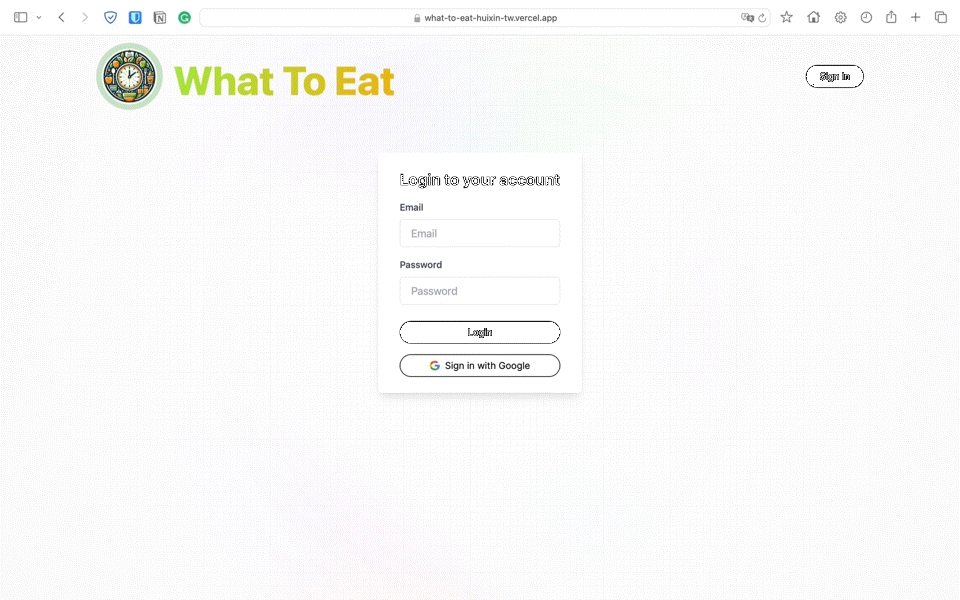 what-to-eat-huixin-tw.vercel.app
What To Eat
Sign in
Login to your account
Email
Email
Password
Password
Login
Sign in with Google